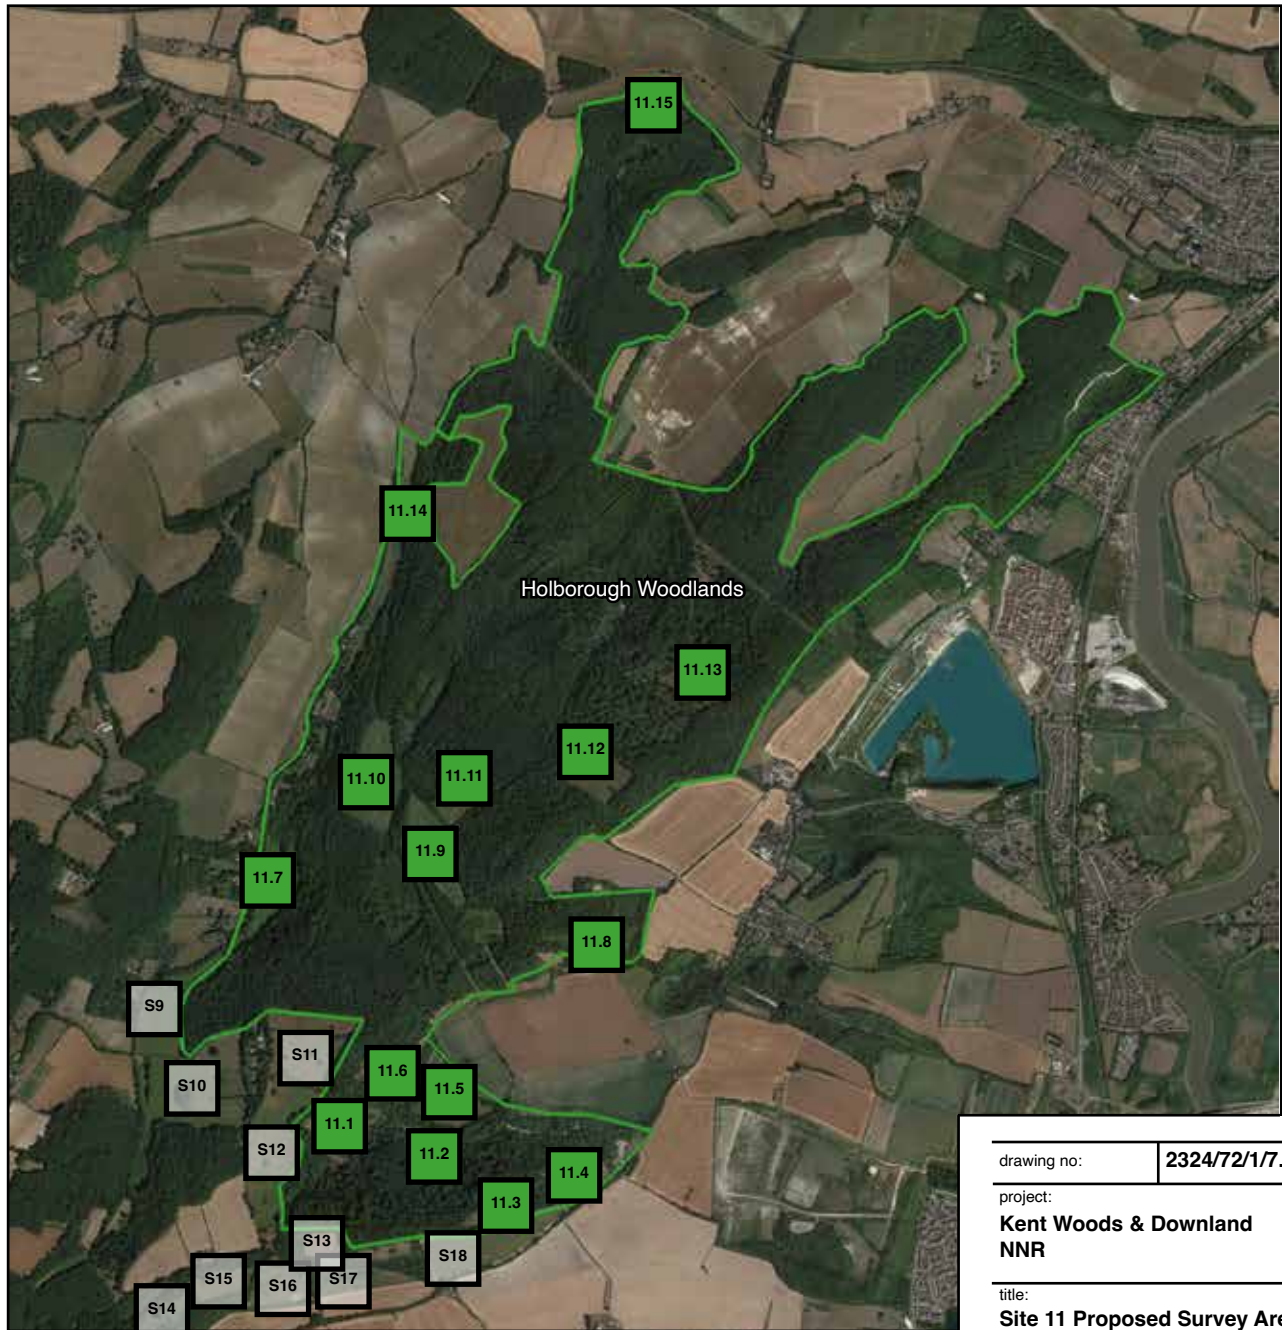 11.15
11.14
Holborough Woodlands
11.13
11.12
11.10
11.11
11.9
11.7
11.8
S9
S11
S10
11.6
11.5
11.1
S12
11.2
11.4
11.3
S13
S18
S15
S16
S17
S14
drawing no:
2324/72/1/7.
project:
Kent Woods & Downland
NNR
title:
Site 11 Proposed Survey Are